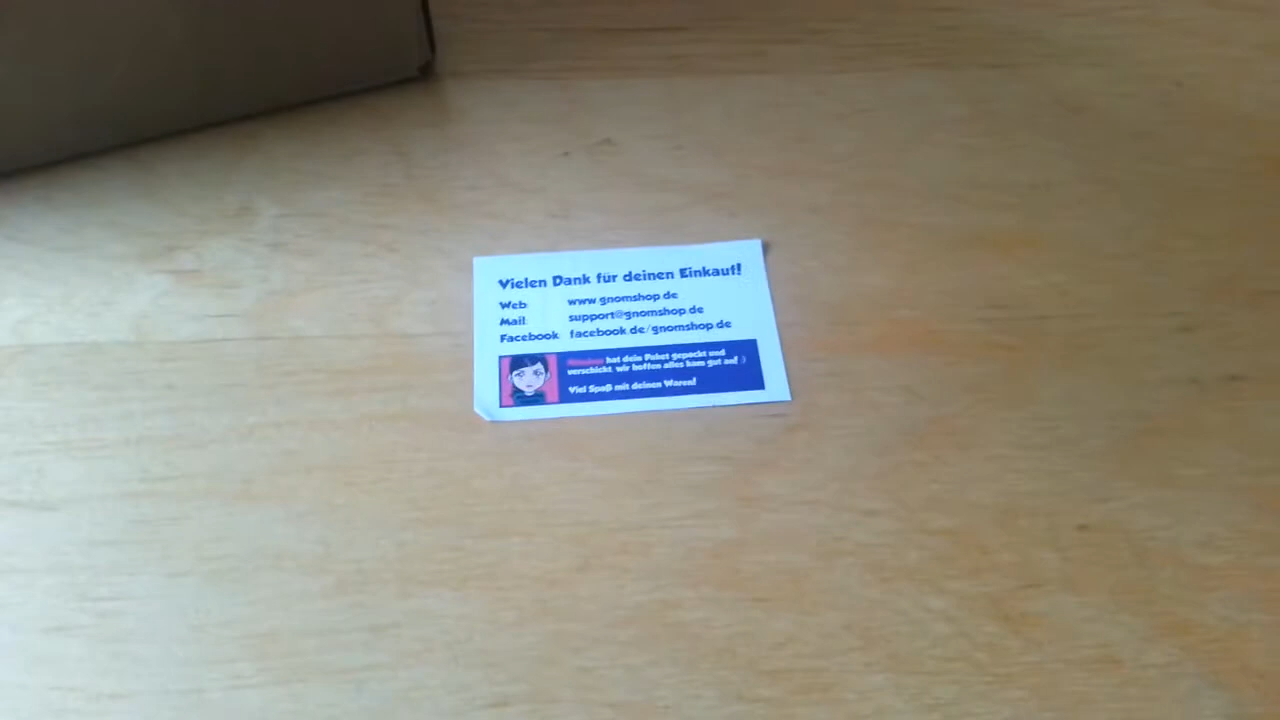 Vielen Dank für deinen Einkauf!
Web: www.gnomshop.de
Mail: support@gnomshop.de
Facebook: facebook.de/gnomshop.de
hat dein Paket gepackt und
verschickt, wir hoffen alles kam gut an! :)
Viel Spaß mit deinen Waren!